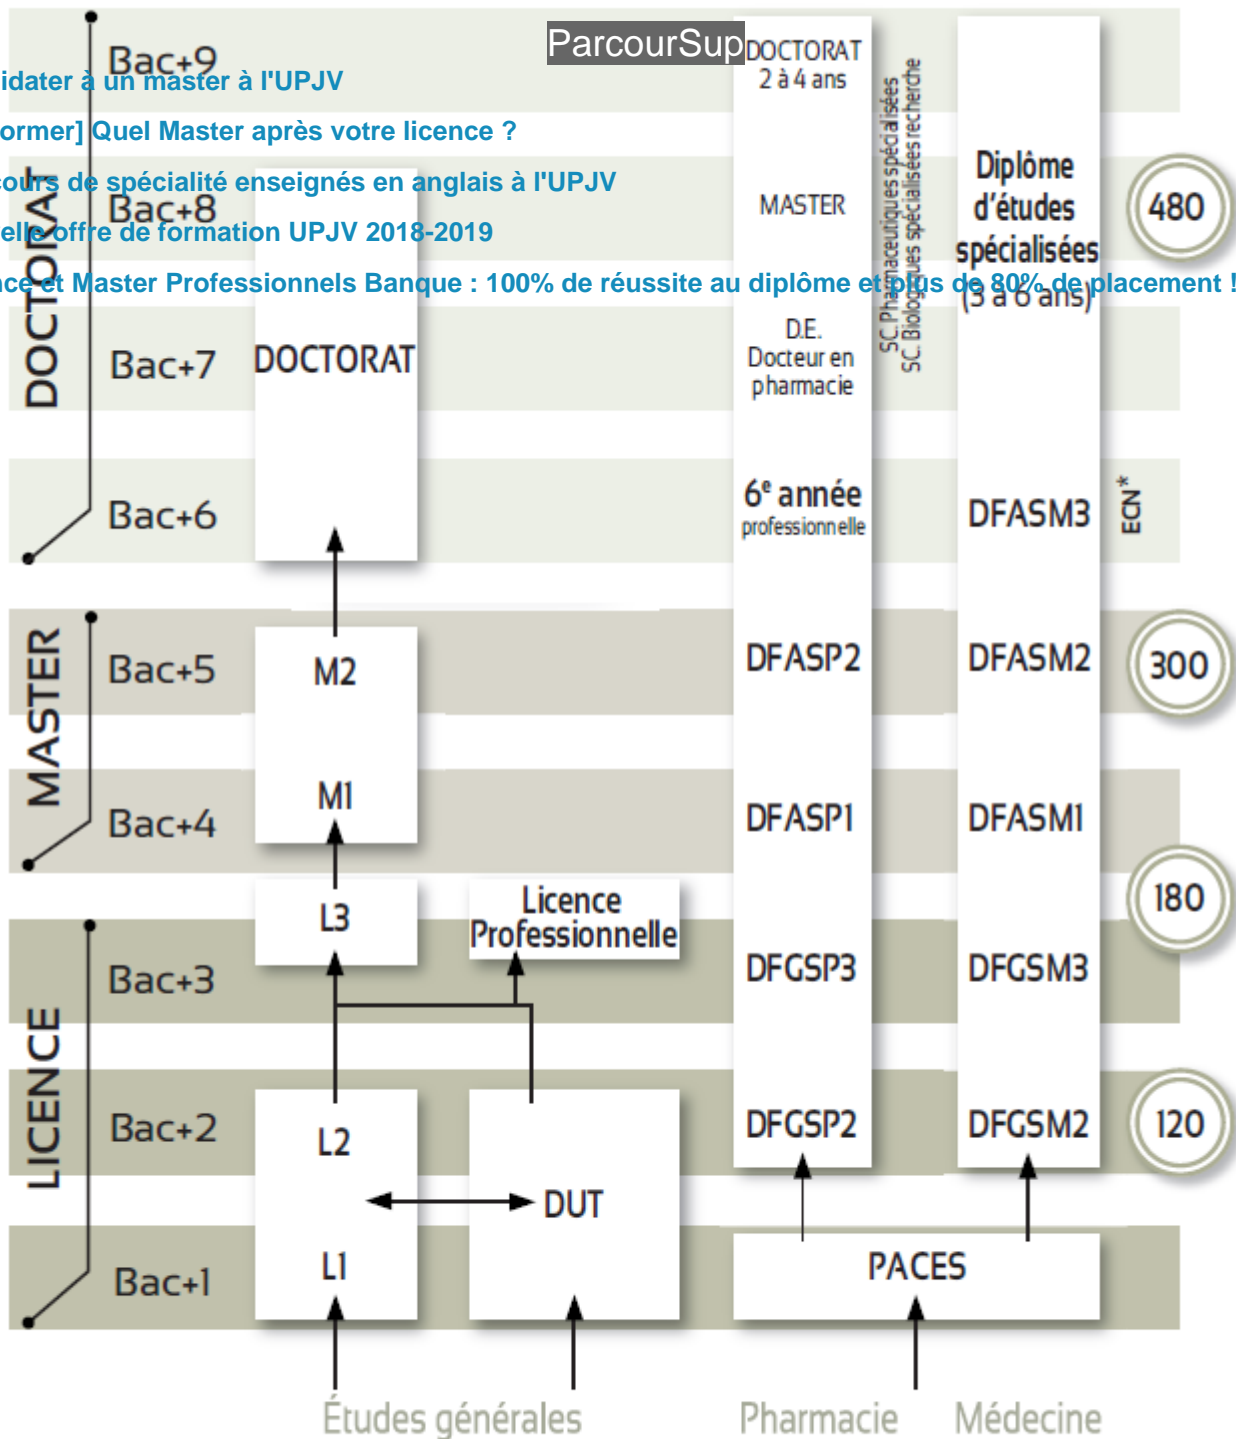 ParcourSup
idater à un master à l'UPJV
ormer] Quel Master après votre licence ?
cours de spécialité enseignés en anglais à l'UPJV
elle offre de formation UPJV 2018-2019
nce et Master Professionnels Banque : 100% de réussite au diplôme et plus de 80% de placement !
DOCTORAT
Bac+9
Bac+8
Bac+7
Bac+6
MASTER
Bac+5
Bac+4
LICENCE
Bac+3
Bac+2
Bac+1
DOCTORAT
M2
M1
L3
L2
L1
Licence
Professionnelle
DUT
DOCTORAT
2 à 4 ans
MASTER
D.E.
Docteur en
pharmacie
6e année
professionnelle
DFASP2
DFASP1
DFGSP3
DFGSP2
SC. Pharmaceutiques spécialisées
SC. Biologiques spécialisées recherche
Diplôme
d'études
spécialisées
(3 à 6 ans)
DFASM3
DFASM2
DFASM1
DFGSM3
DFGSM2
PACES
ECN*
480
300
180
120
Études générales
Pharmacie
Médecine